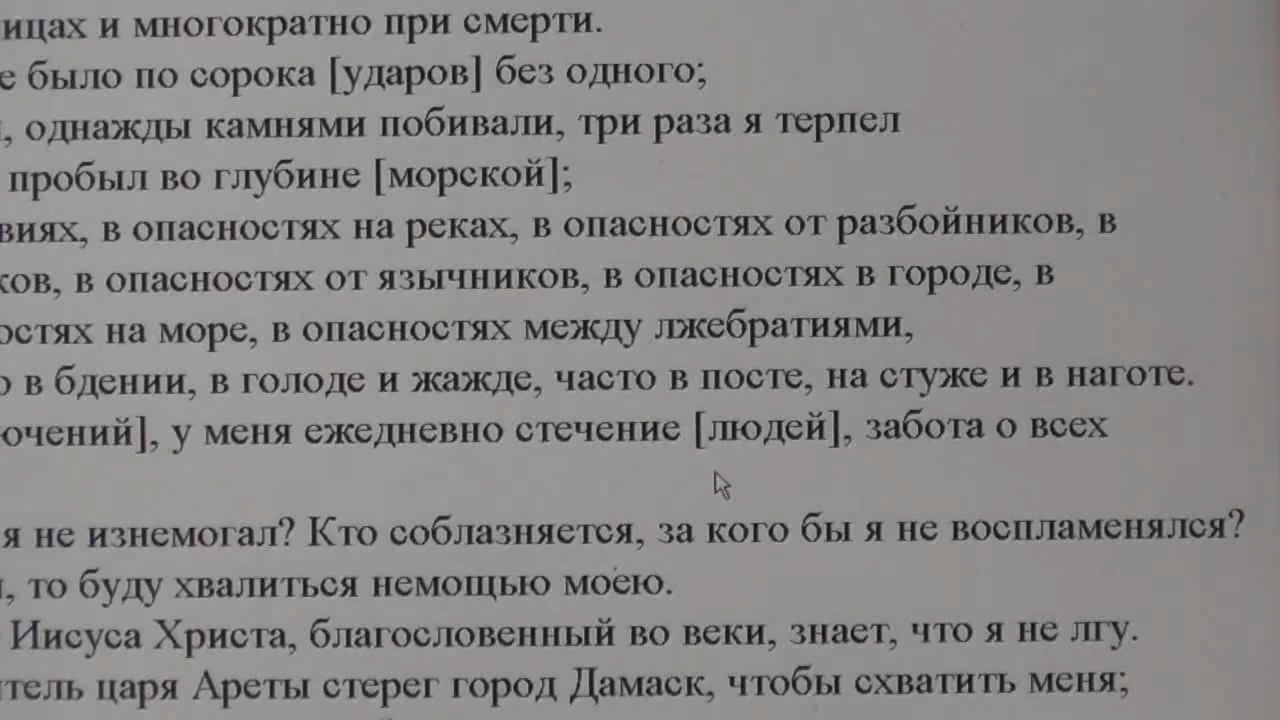 ицах и многократно при смерти.
е было по сорока [ударов] без одного;
, однажды камнями побивали, три раза я терпел
пробыл во глубине [морской];
виях, в опасностях на реках, в опасностях от разбойников, в
ков, в опасностях от язычников, в опасностях в городе, в
остях на море, в опасностях между лжебратиями,
о в бдении, в голоде и жажде, часто в посте, на стуже и в наготе.
ючений], у меня ежедневно стечение [людей], забота о всех
я не изнемогал? Кто соблазняется, за кого бы я не воспламенялся?
, то буду хвалиться немощью моею.
Иисуса Христа, благословенный во веки, знает, что я не лгу.
тель царя Ареты стерег город Дамаск, чтобы схватить меня;